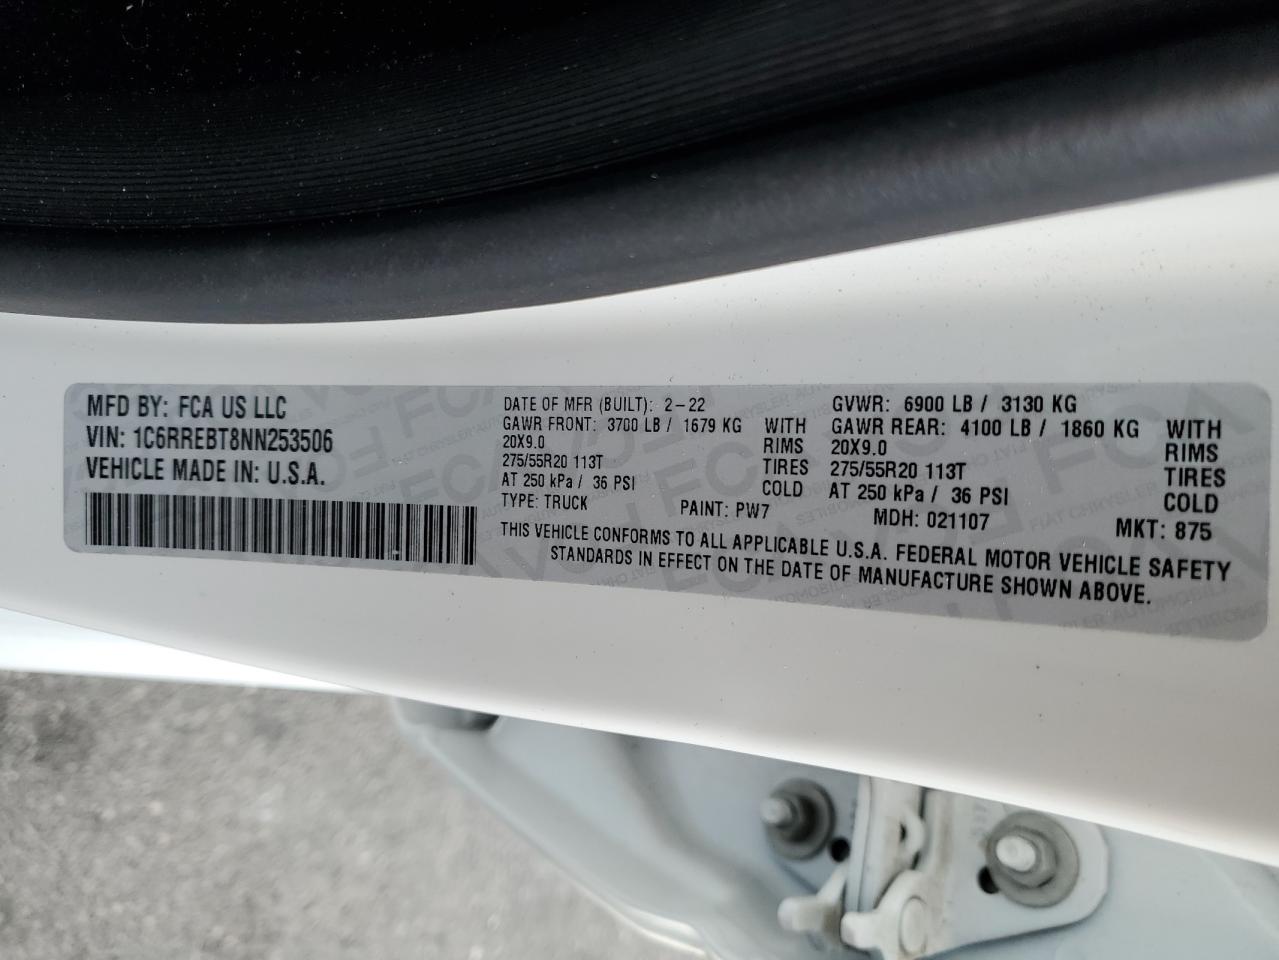 MFD BY: FCA US LLC
VIN: 1C6RREBT8NN253506
VEHICLE MADE IN: U.S.A.
DATE OF MFR (BUILT): 2-22
GAWR FRONT: 3700 LB / 1679 KG WITH
20X9.0 RIMS
275/55R20 113T TIRES
AT 250 kPa / 36 PSI COLD
TYPE: TRUCK PAINT: PW7
GVWR: 6900 LB / 3130 KG
GAWR REAR: 4100 LB / 1860 KG WITH
20X9.0 RIMS
275/55R20 113T TIRES
AT 250 kPa / 36 PSI COLD
MDH: 021107 MKT: 875
THIS VEHICLE CONFORMS TO ALL APPLICABLE U.S.A. FEDERAL MOTOR VEHICLE SAFETY
STANDARDS IN EFFECT ON THE DATE OF MANUFACTURE SHOWN ABOVE.